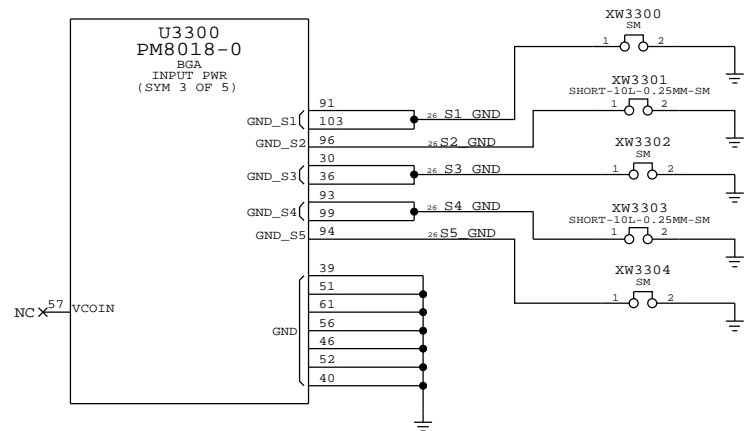 U3300
PM8018-0
BGA
INPUT PWR
(SYM 3 OF 5)
XW3300
SM
1 2
XW3301
SHORT-10L-0.25MM-SM
1 2
XW3302
SM
1 2
XW3303
SHORT-10L-0.25MM-SM
1 2
XW3304
SM
1 2
GND_S1 91
103
26 S1_GND
GND_S2 96
26 S2_GND
GND_S3 30
36
26 S3_GND
GND_S4 93
99
26 S4_GND
GND_S5 94
26 S5_GND
GND
39
51
61
56
46
52
40
NC 57 VCOIN